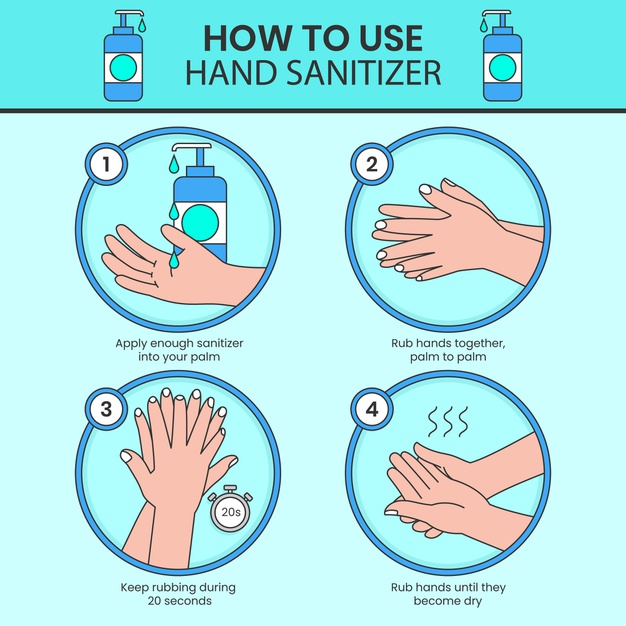 HOW TO USE
HAND SANITIZER
1
Apply enough sanitizer
into your palm
2
Rub hands together,
palm to palm
3
20s
Keep rubbing during
20 seconds
4
Rub hands until they
become dry